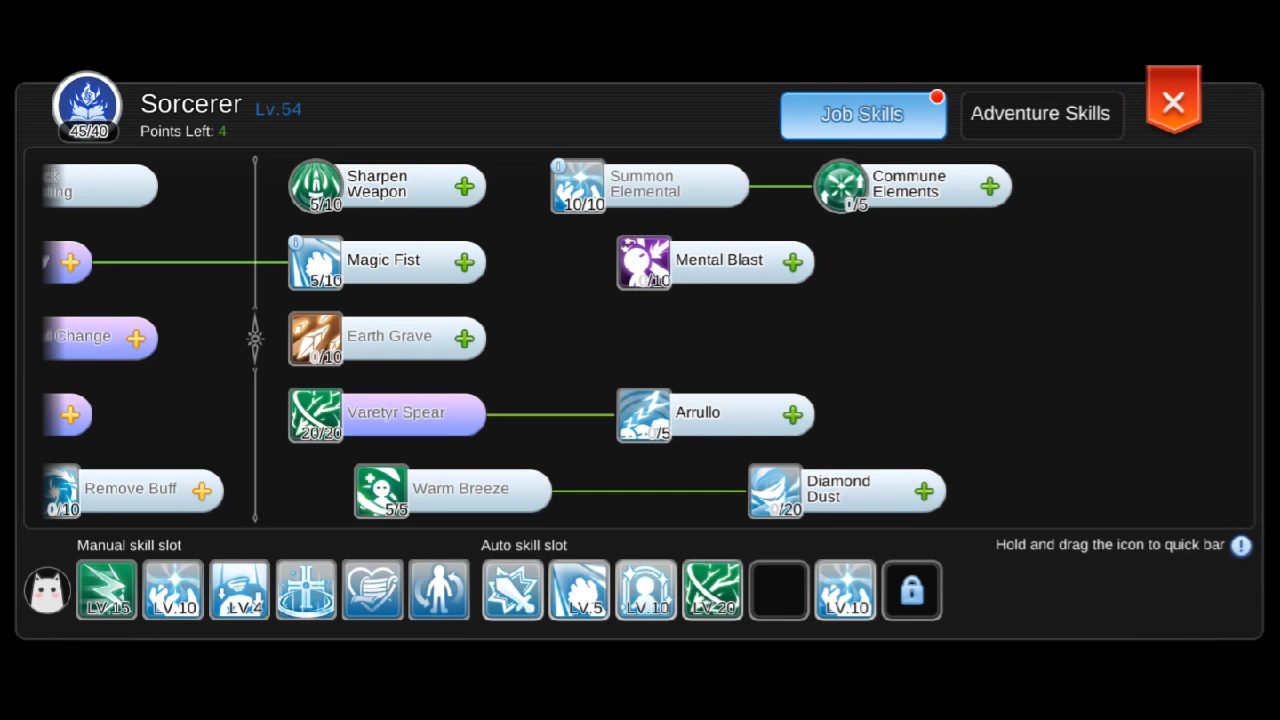 Sorcerer Lv.54
45/40
Points Left: 4
Job Skills
Adventure Skills
Sharpen
Weapon
5/10
Summon
Elemental
10/10
Commune
Elements
0/5
Magic Fist
5/10
Mental Blast
0/10
Change
Earth Grave
0/10
Varetyr Spear
20/20
Arrullo
0/5
Remove Buff
0/10
Warm Breeze
5/5
Diamond
Dust
0/20
Manual skill slot
Auto skill slot
Hold and drag the icon to quick bar
LV.15
LV.10
LV.4
LV.5
LV.10
LV.20
LV.10